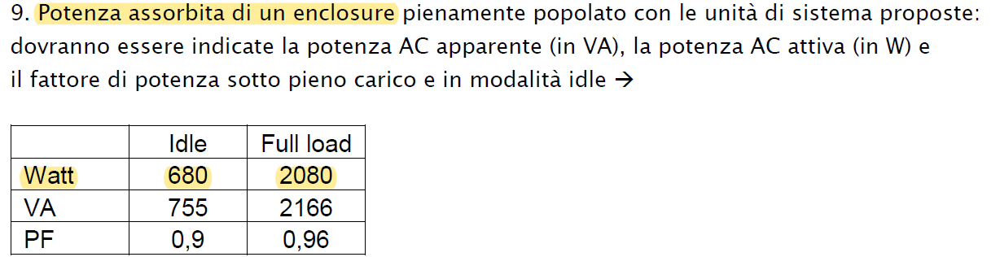 9. Potenza assorbita di un enclosure pienamente popolato con le unità di sistema proposte:
dovranno essere indicate la potenza AC apparente (in VA), la potenza AC attiva (in W) e
il fattore di potenza sotto pieno carico e in modalità idle →
Idle Full load
Watt 680 2080
VA 755 2166
PF 0,9 0,96